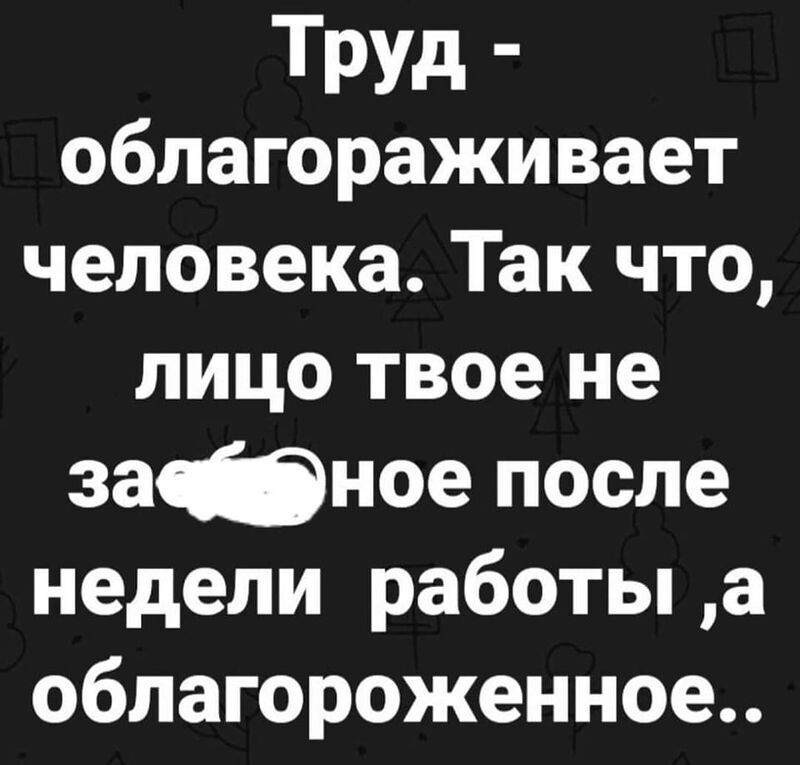 Труд -
облагораживает
человека. Так что,
лицо твое не
после
недели работы ,а
облагороженное..